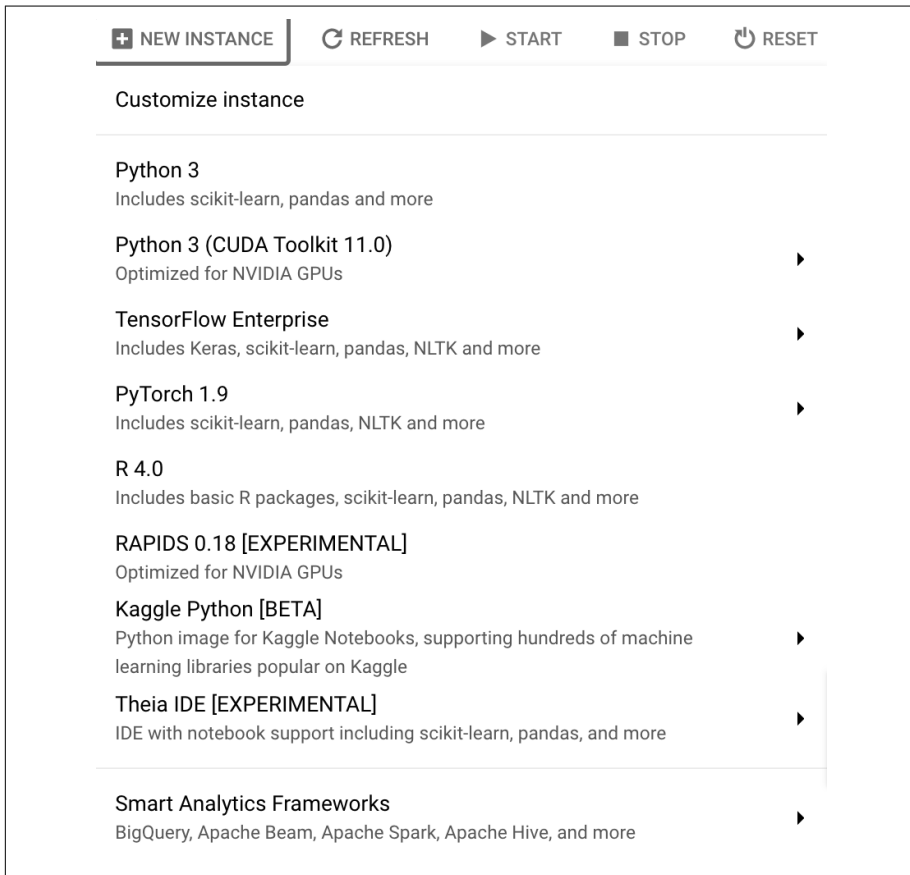 NEW INSTANCE REFRESH START STOP RESET
Customize instance
Python 3
Includes scikit-learn, pandas and more
Python 3 (CUDA Toolkit 11.0)
Optimized for NVIDIA GPUs
TensorFlow Enterprise
Includes Keras, scikit-learn, pandas, NLTK and more
PyTorch 1.9
Includes scikit-learn, pandas, NLTK and more
R 4.0
Includes basic R packages, scikit-learn, pandas, NLTK and more
RAPIDS 0.18 [EXPERIMENTAL]
Optimized for NVIDIA GPUs
Kaggle Python [BETA]
Python image for Kaggle Notebooks, supporting hundreds of machine
learning libraries popular on Kaggle
Theia IDE [EXPERIMENTAL]
IDE with notebook support including scikit-learn, pandas, and more
Smart Analytics Frameworks
BigQuery, Apache Beam, Apache Spark, Apache Hive, and more